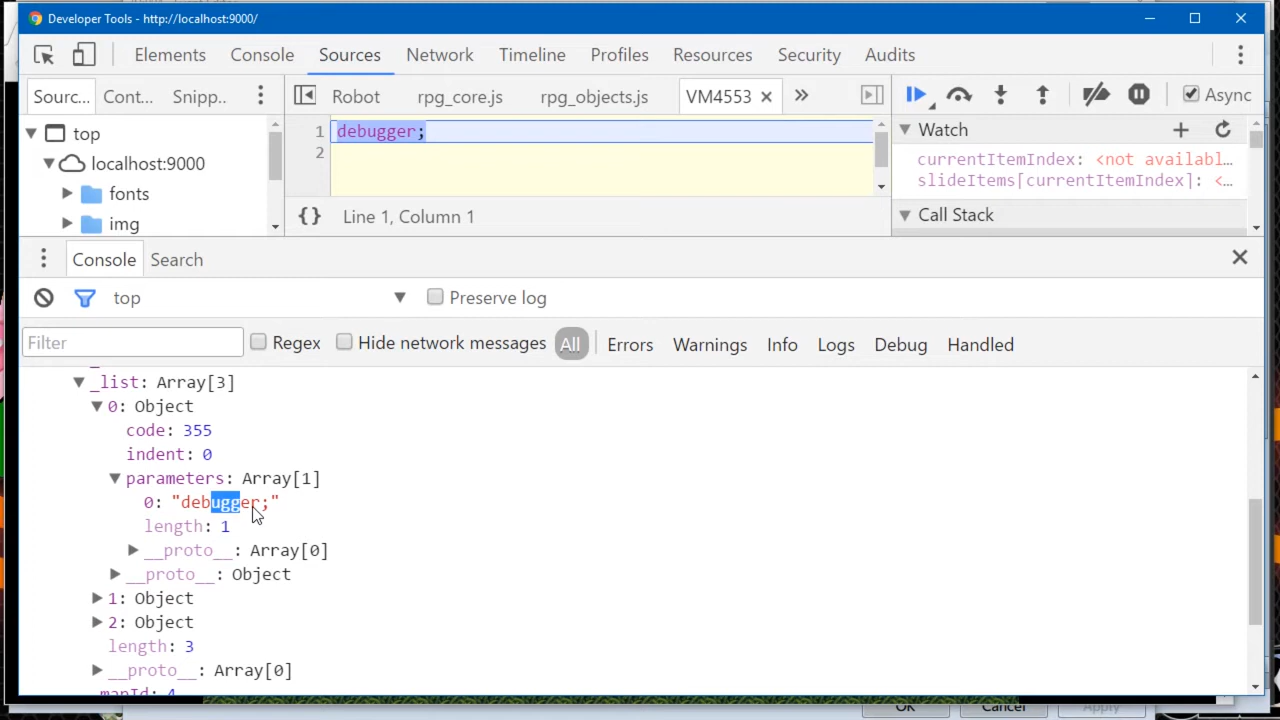 Developer Tools - http://localhost:9000/
Elements Console Sources Network Timeline Profiles Resources Security Audits
Sourc... Cont... Snipp.. Robot rpg_core.js rpg_objects.js VM4553 × » Async
1 debugger;
2
top
localhost:9000
fonts
img
{} Line 1, Column 1
Watch
currentItemIndex: <not availabl…
slideItems[currentItemIndex]: <…
Call Stack
Console Search
top Preserve log
Filter Regex Hide network messages All Errors Warnings Info Logs Debug Handled
_list: Array[3]
0: Object
code: 355
indent: 0
parameters: Array[1]
0: "debugger;"
length: 1
__proto__: Array[0]
__proto__: Object
1: Object
2: Object
length: 3
__proto__: Array[0]
_mapId: 4
OK Cancel Apply